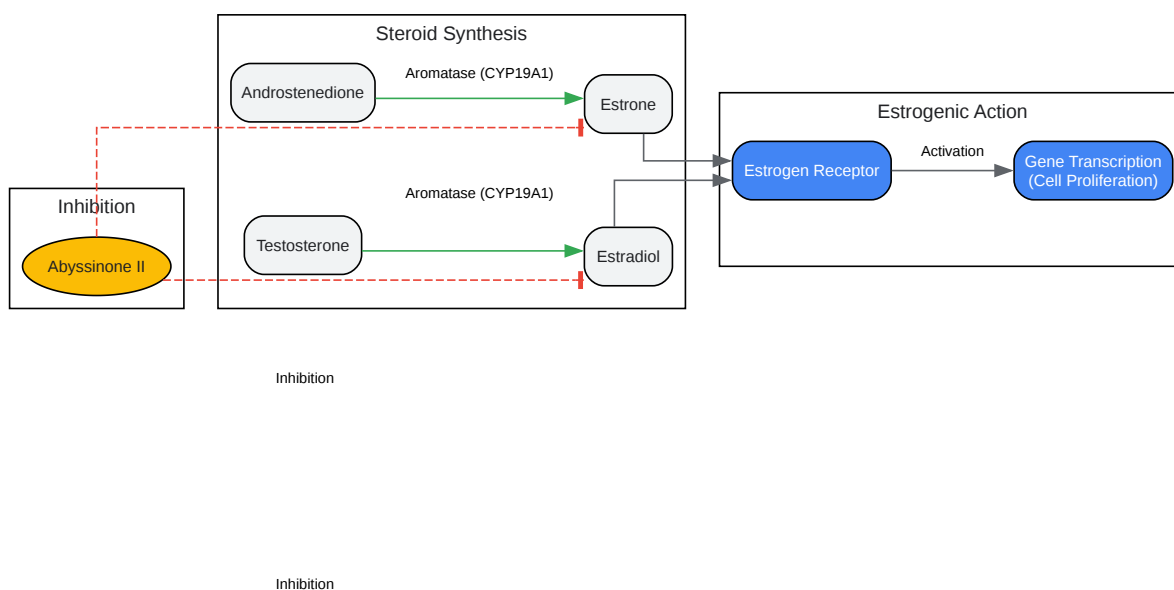 Steroid Synthesis
Androstenedione
Aromatase (CYP19A1)
Estrone
Aromatase (CYP19A1)
Testosterone
Estradiol
Inhibition
Abyssinone II
Estrogenic Action
Estrogen Receptor
Activation
Gene Transcription
(Cell Proliferation)
Inhibition
Inhibition